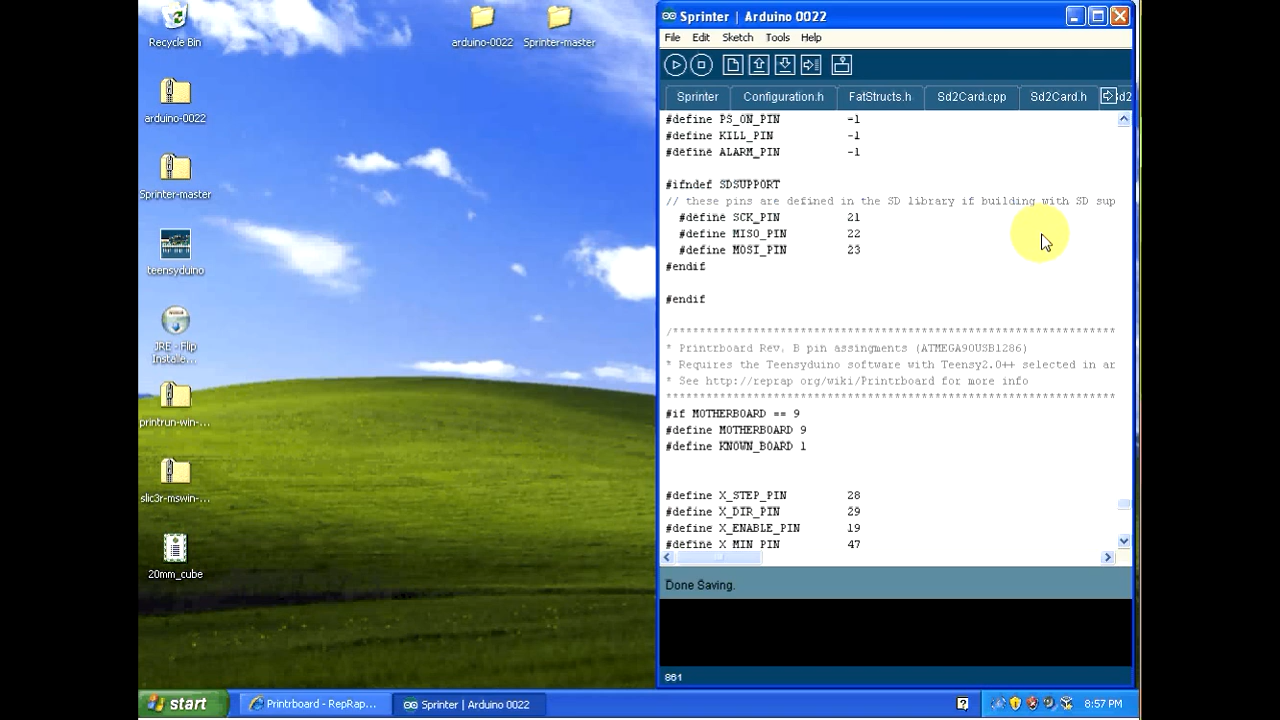 Recycle Bin
arduino-0022
Sprinter-master
arduino-0022
Sprinter-master
teensyduino
JRE - Flip
Installe...
printrun-win-...
slic3r-mswin-...
20mm_cube
Sprinter | Arduino 0022
File Edit Sketch Tools Help
Sprinter Configuration.h FatStructs.h Sd2Card.cpp Sd2Card.h
#define PS_ON_PIN -1
#define KILL_PIN -1
#define ALARM_PIN -1
#ifndef SDSUPPORT
// these pins are defined in the SD library if building with SD sup
#define SCK_PIN 21
#define MISO_PIN 22
#define MOSI_PIN 23
#endif
#endif
/*******************************************************************
* Printrboard Rev. B pin assingments (ATMEGA90USB1286)
* Requires the Teensyduino software with Teensy2.0++ selected in ar
* See http://reprap org/wiki/Printrboard for more info
********************************************************************
#if MOTHERBOARD == 9
#define MOTHERBOARD 9
#define KNOWN_BOARD 1
#define X_STEP_PIN 28
#define X_DIR_PIN 29
#define X_ENABLE_PIN 19
#define X_MIN_PIN 47
Done Saving.
861
start Printrboard - RepRap... Sprinter | Arduino 0022 ? 8:57 PM